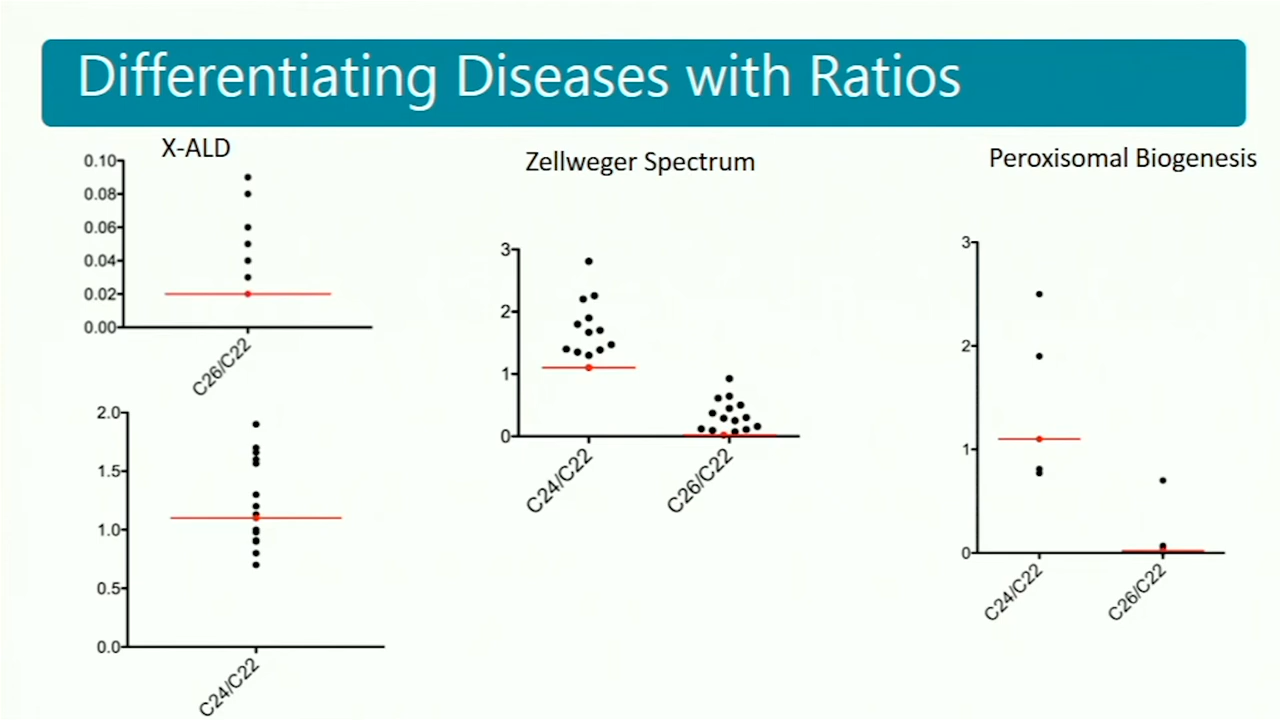 Differentiating Diseases with Ratios
X-ALD
0.10
0.08
0.06
0.04
0.02
0.00
C26/C22
2.0
1.5
1.0
0.5
0.0
C24/C22
Zellweger Spectrum
3
2
1
0
C24/C22
C26/C22
Peroxisomal Biogenesis
3
2
1
0
C24/C22
C26/C22